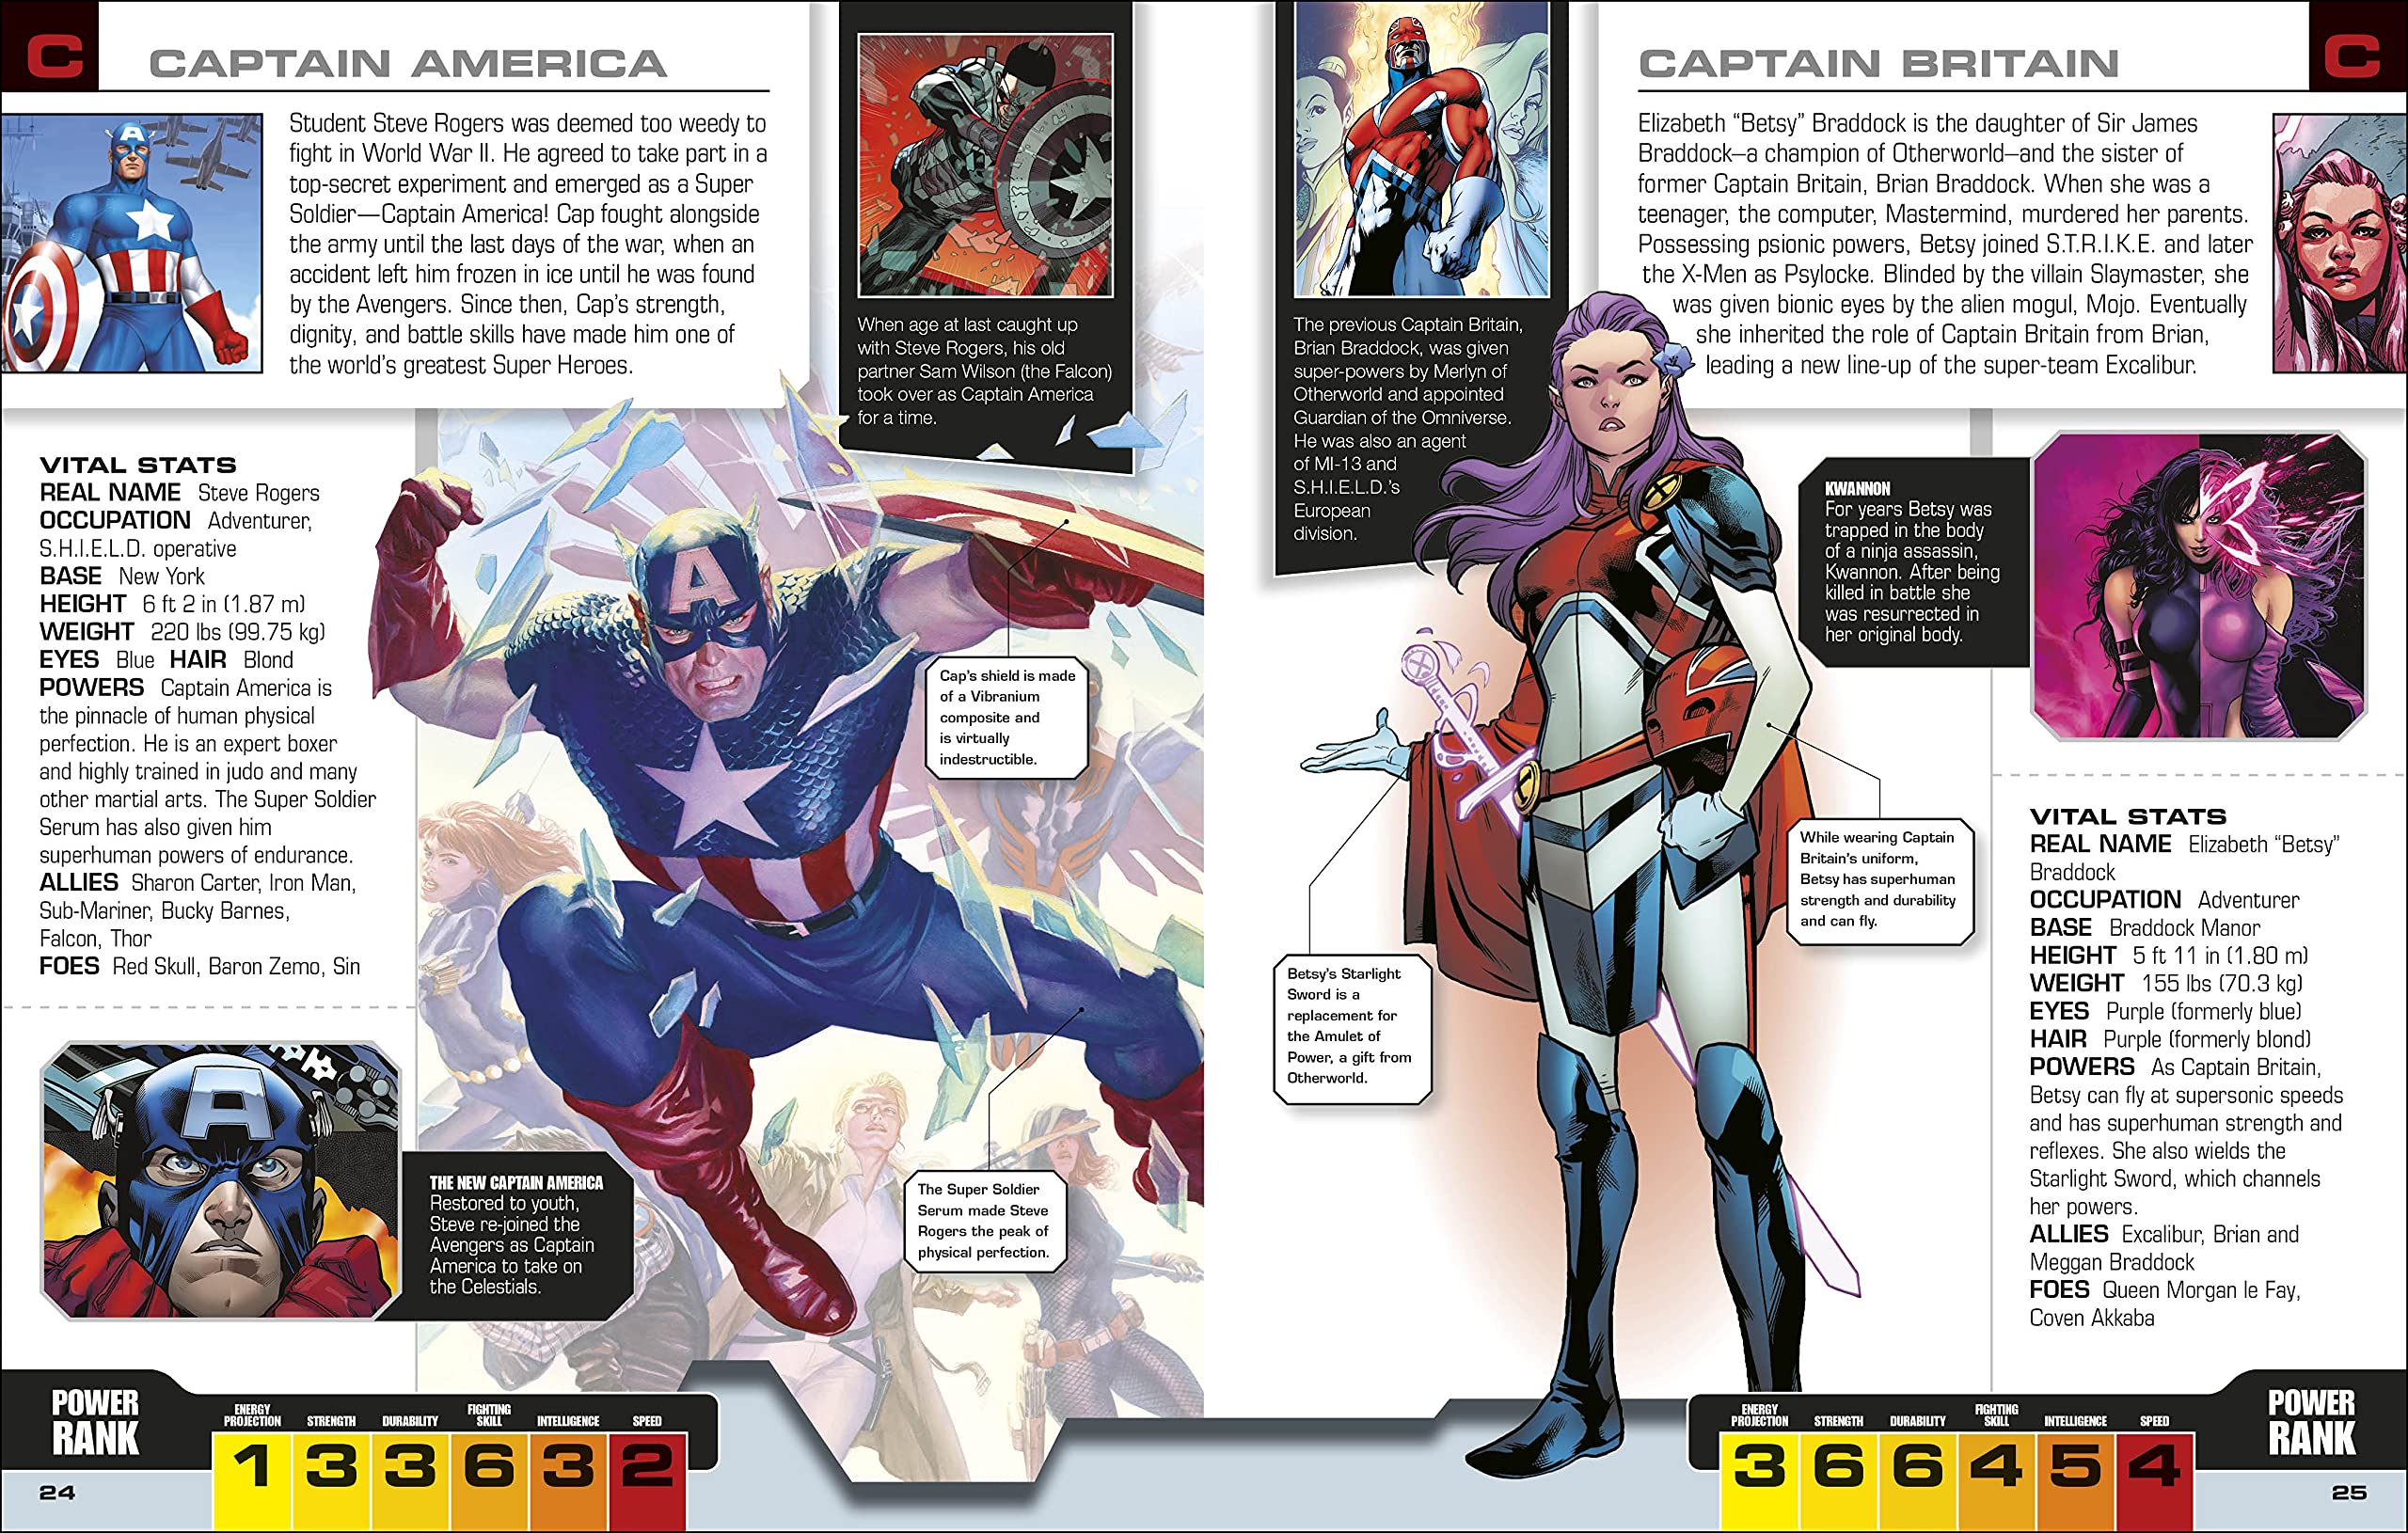 C
CAPTAIN AMERICA
Student Steve Rogers was deemed too weedy to
fight in World War II. He agreed to take part in a
top-secret experiment and emerged as a Super
Soldier—Captain America! Cap fought alongside
the army until the last days of the war, when an
accident left him frozen in ice until he was found
by the Avengers. Since then, Cap's strength,
dignity, and battle skills have made him one of
the world's greatest Super Heroes.
When age at last caught up
with Steve Rogers, his old
partner Sam Wilson (the Falcon)
took over as Captain America
for a time.
VITAL STATS
REAL NAME Steve Rogers
OCCUPATION Adventurer,
S.H.I.E.L.D. operative
BASE New York
HEIGHT 6 ft 2 in (1.87 m)
WEIGHT 220 lbs (99.75 kg)
EYES Blue HAIR Blond
POWERS Captain America is
the pinnacle of human physical
perfection. He is an expert boxer
and highly trained in judo and many
other martial arts. The Super Soldier
Serum has also given him
superhuman powers of endurance.
ALLIES Sharon Carter, Iron Man,
Sub-Mariner, Bucky Barnes,
Falcon, Thor
FOES Red Skull, Baron Zemo, Sin
A
A
A
Cap's shield is made
of a Vibranium
composite and
is virtually
indestructible.
THE NEW CAPTAIN AMERICA
Restored to youth,
Steve re-joined the
Avengers as Captain
America to take on
the Celestials.
The Super Soldier
Serum made Steve
Rogers the peak of
physical perfection.
POWER
RANK
ENERGY
PROJECTION
STRENGTH
DURABILITY
FIGHTING
SKILL
INTELLIGENCE
SPEED
1 3 3 6 3 2
24
C
CAPTAIN BRITAIN
Elizabeth “Betsy” Braddock is the daughter of Sir James
Braddock—a champion of Otherworld—and the sister of
former Captain Britain, Brian Braddock. When she was a
teenager, the computer, Mastermind, murdered her parents.
Possessing psionic powers, Betsy joined S.T.R.I.K.E. and later
the X-Men as Psylocke. Blinded by the villain Slaymaster, she
was given bionic eyes by the alien mogul, Mojo. Eventually
she inherited the role of Captain Britain from Brian,
leading a new line-up of the super-team Excalibur.
The previous Captain Britain,
Brian Braddock, was given
super-powers by Merlyn of
Otherworld and appointed
Guardian of the Omniverse.
He was also an agent
of MI-13 and
S.H.I.E.L.D.'s
European
division.
KWANNON
For years Betsy was
trapped in the body
of a ninja assassin,
Kwannon. After being
killed in battle she
was resurrected in
her original body.
While wearing Captain
Britain's uniform,
Betsy has superhuman
strength and durability
and can fly.
Betsy's Starlight
Sword is a
replacement for
the Amulet of
Power, a gift from
Otherworld.
VITAL STATS
REAL NAME Elizabeth “Betsy”
Braddock
OCCUPATION Adventurer
BASE Braddock Manor
HEIGHT 5 ft 11 in (1.80 m)
WEIGHT 155 lbs (70.3 kg)
EYES Purple (formerly blue)
HAIR Purple (formerly blond)
POWERS As Captain Britain,
Betsy can fly at supersonic speeds
and has superhuman strength and
reflexes. She also wields the
Starlight Sword, which channels
her powers.
ALLIES Excalibur, Brian and
Meggan Braddock
FOES Queen Morgan le Fay,
Coven Akkaba
ENERGY
PROJECTION
STRENGTH
DURABILITY
FIGHTING
SKILL
INTELLIGENCE
SPEED
3 6 6 4 5 4
POWER
RANK
25